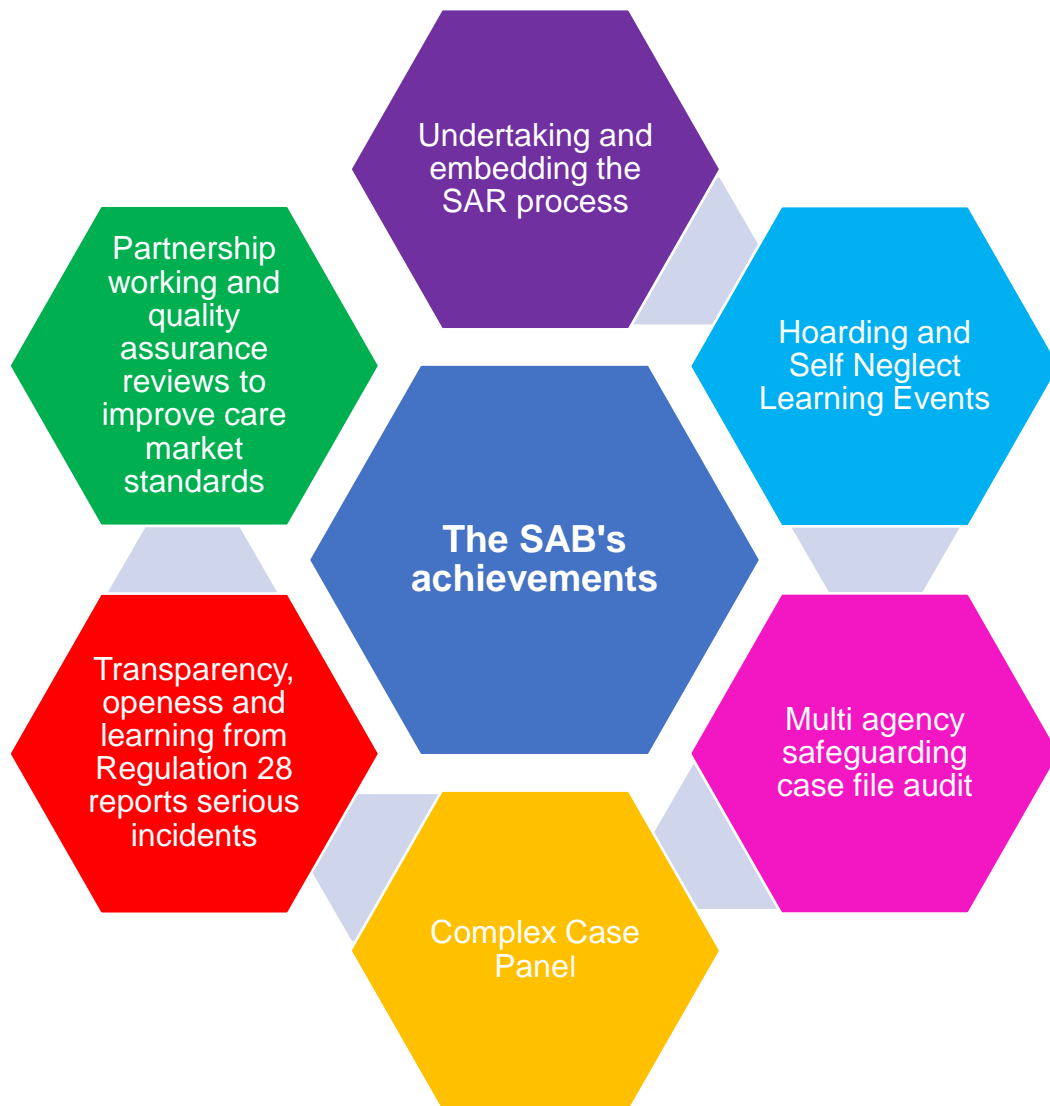 Undertaking and
embedding the
SAR process
Hoarding and
Self Neglect
Learning Events
Multi agency
safeguarding
case file audit
Complex Case
Panel
Transparency,
openess and
learning from
Regulation 28
reports serious
incidents
Partnership
working and
quality
assurance
reviews to
improve care
market
standards
The SAB's
achievements